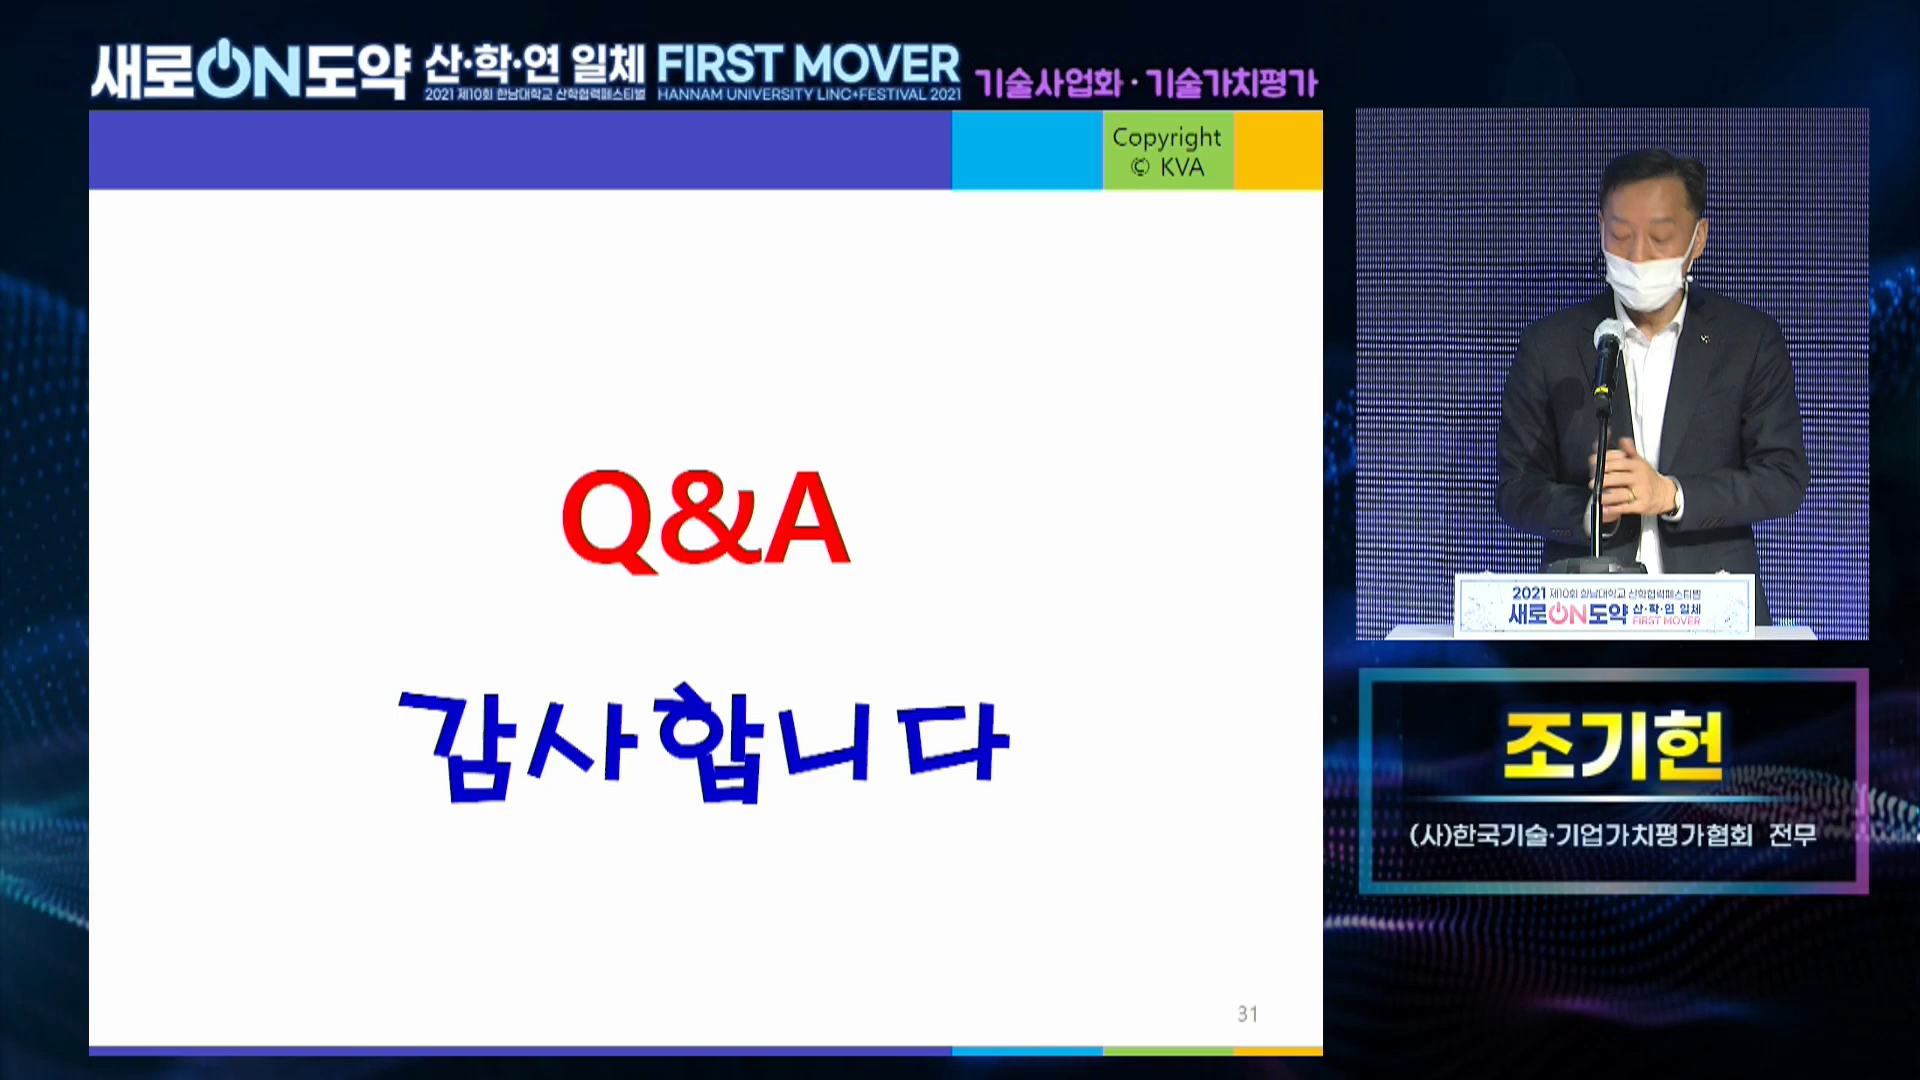 새로ON도약 산·학·연 일체 FIRST MOVER 기술사업화 · 기술가치평가
2021 제10회 한남대학교 산학협력페스티벌 HANNAM UNIVERSITY LINC+FESTIVAL 2021
Copyright
© KVA
Q&A
감사합니다
31
2021 제10회 한남대학교 산학협력페스티벌
새로ON도약 산·학·연 일체
FIRST MOVER
조기헌
(사)한국기술·기업가치평가협회 전무